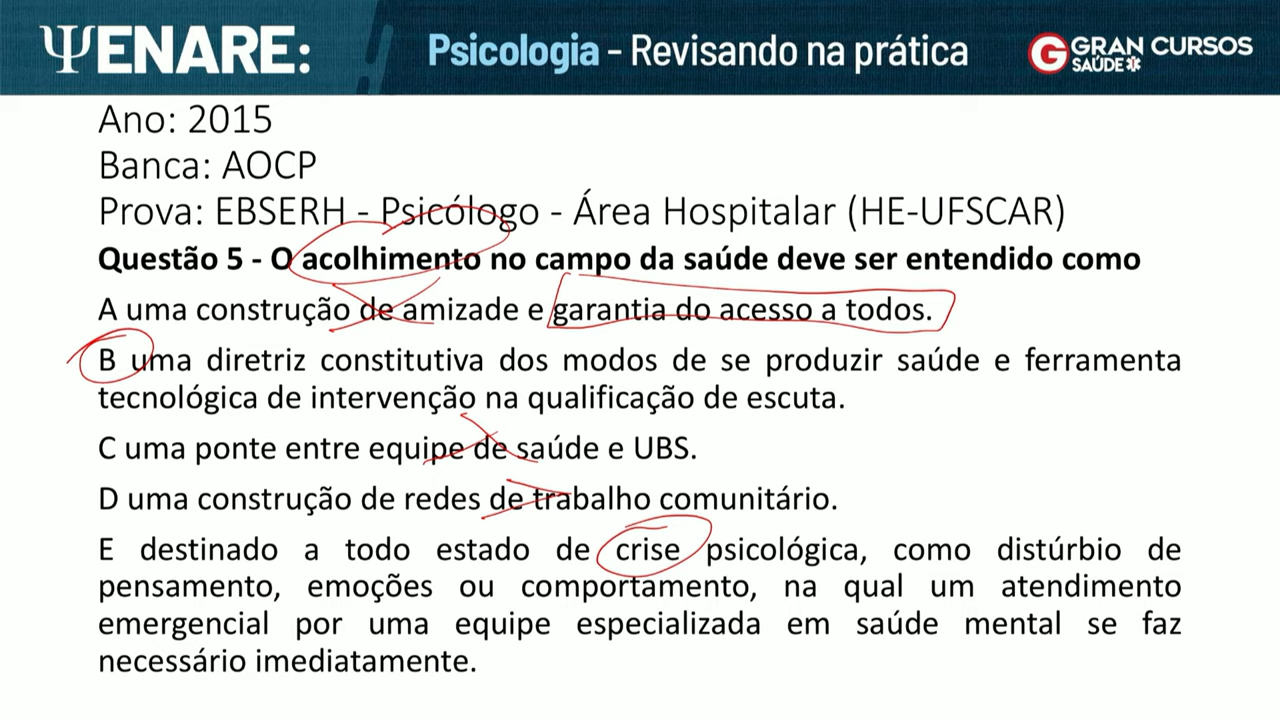 ΨENARE:
Psicologia - Revisando na prática
GRAN CURSOS
SAÚDE
Ano: 2015
Banca: AOCP
Prova: EBSERH - Psicólogo - Área Hospitalar (HE-UFSCAR)
Questão 5 - O acolhimento no campo da saúde deve ser entendido como
A uma construção de amizade e garantia do acesso a todos.
B uma diretriz constitutiva dos modos de se produzir saúde e ferramenta
tecnológica de intervenção na qualificação de escuta.
C uma ponte entre equipe de saúde e UBS.
D uma construção de redes de trabalho comunitário.
E destinado a todo estado de crise psicológica, como distúrbio de
pensamento, emoções ou comportamento, na qual um atendimento
emergencial por uma equipe especializada em saúde mental se faz
necessário imediatamente.